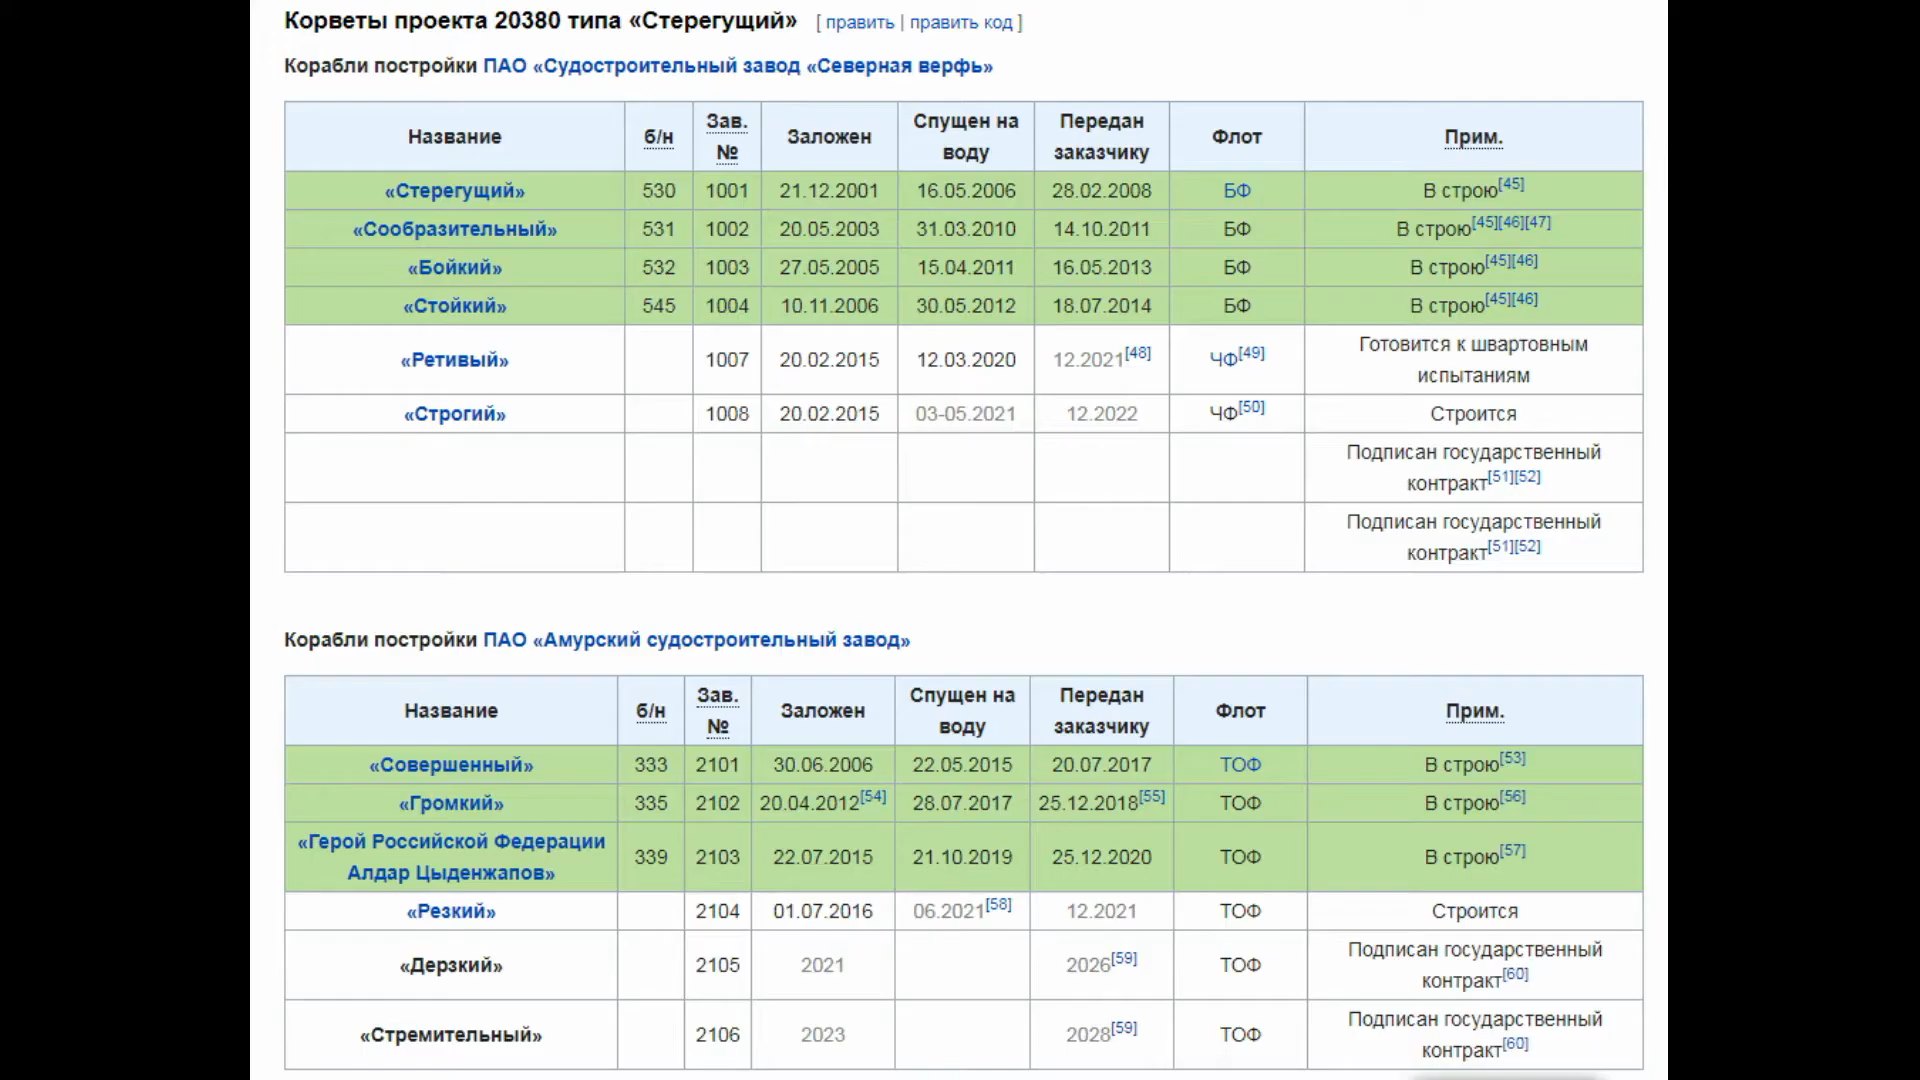 Корветы проекта 20380 типа «Стерегущий» [ править | править код ]
Корабли постройки ПАО «Судостроительный завод «Северная верфь»
Название б/н Зав. № Заложен Спущен на воду Передан заказчику Флот Прим.
«Стерегущий» 530 1001 21.12.2001 16.05.2006 28.02.2008 БФ В строю[45]
«Сообразительный» 531 1002 20.05.2003 31.03.2010 14.10.2011 БФ В строю[45][46][47]
«Бойкий» 532 1003 27.05.2005 15.04.2011 16.05.2013 БФ В строю[45][46]
«Стойкий» 545 1004 10.11.2006 30.05.2012 18.07.2014 БФ В строю[45][46]
«Ретивый» 1007 20.02.2015 12.03.2020 12.2021[48] ЧФ[49] Готовится к швартовным испытаниям
«Строгий» 1008 20.02.2015 03-05.2021 12.2022 ЧФ[50] Строится
Подписан государственный контракт[51][52]
Подписан государственный контракт[51][52]
Корабли постройки ПАО «Амурский судостроительный завод»
Название б/н Зав. № Заложен Спущен на воду Передан заказчику Флот Прим.
«Совершенный» 333 2101 30.06.2006 22.05.2015 20.07.2017 ТОФ В строю[53]
«Громкий» 335 2102 20.04.2012[54] 28.07.2017 25.12.2018[55] ТОФ В строю[56]
«Герой Российской Федерации Алдар Цыденжапов» 339 2103 22.07.2015 21.10.2019 25.12.2020 ТОФ В строю[57]
«Резкий» 2104 01.07.2016 06.2021[58] 12.2021 ТОФ Строится
«Дерзкий» 2105 2021 2026[59] ТОФ Подписан государственный контракт[60]
«Стремительный» 2106 2023 2028[59] ТОФ Подписан государственный контракт[60]